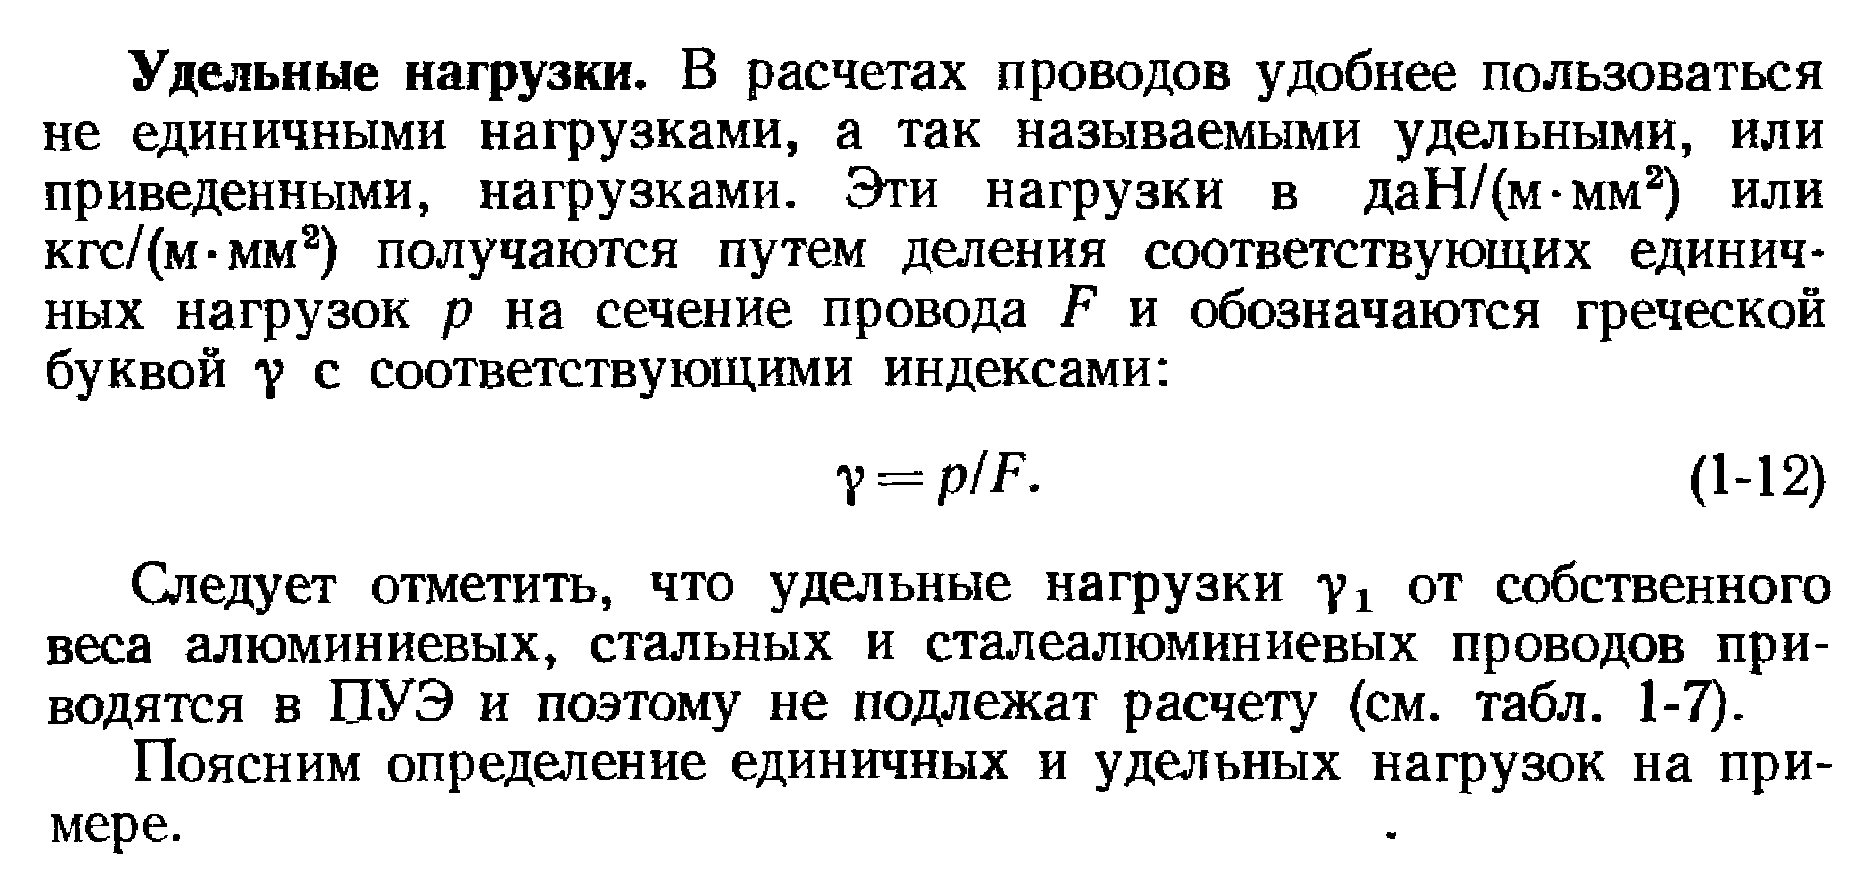 Удельные нагрузки. В расчетах проводов удобнее пользоваться
не единичными нагрузками, а так называемыми удельными, или
приведенными, нагрузками. Эти нагрузки в даН/(м·мм²) или
кгс/(м·мм²) получаются путем деления соответствующих единич-
ных нагрузок p на сечение провода F и обозначаются греческой
буквой γ с соответствующими индексами:
γ = p/F. (1-12)
Следует отметить, что удельные нагрузки γ₁ от собственного
веса алюминиевых, стальных и сталеалюминиевых проводов при-
водятся в ПУЭ и поэтому не подлежат расчету (см. табл. 1-7).
Поясним определение единичных и удельных нагрузок на при-
мере.